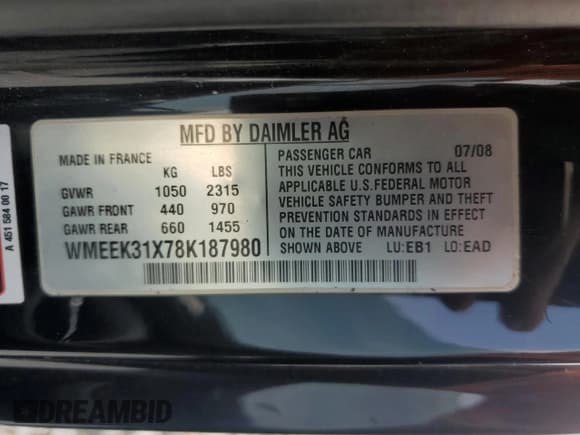 MFD BY DAIMLER AG
MADE IN FRANCE
KG LBS
GVWR 1050 2315
GAWR FRONT 440 970
GAWR REAR 660 1455
WMEEK31X78K187980
PASSENGER CAR 07/08
THIS VEHICLE CONFORMS TO ALL
APPLICABLE U.S.FEDERAL MOTOR
VEHICLE SAFETY BUMPER AND THEFT
PREVENTION STANDARDS IN EFFECT
ON THE DATE OF MANUFACTURE
SHOWN ABOVE LU:EB1 LO:EAD
A 451 584 00 17
DREAMBID